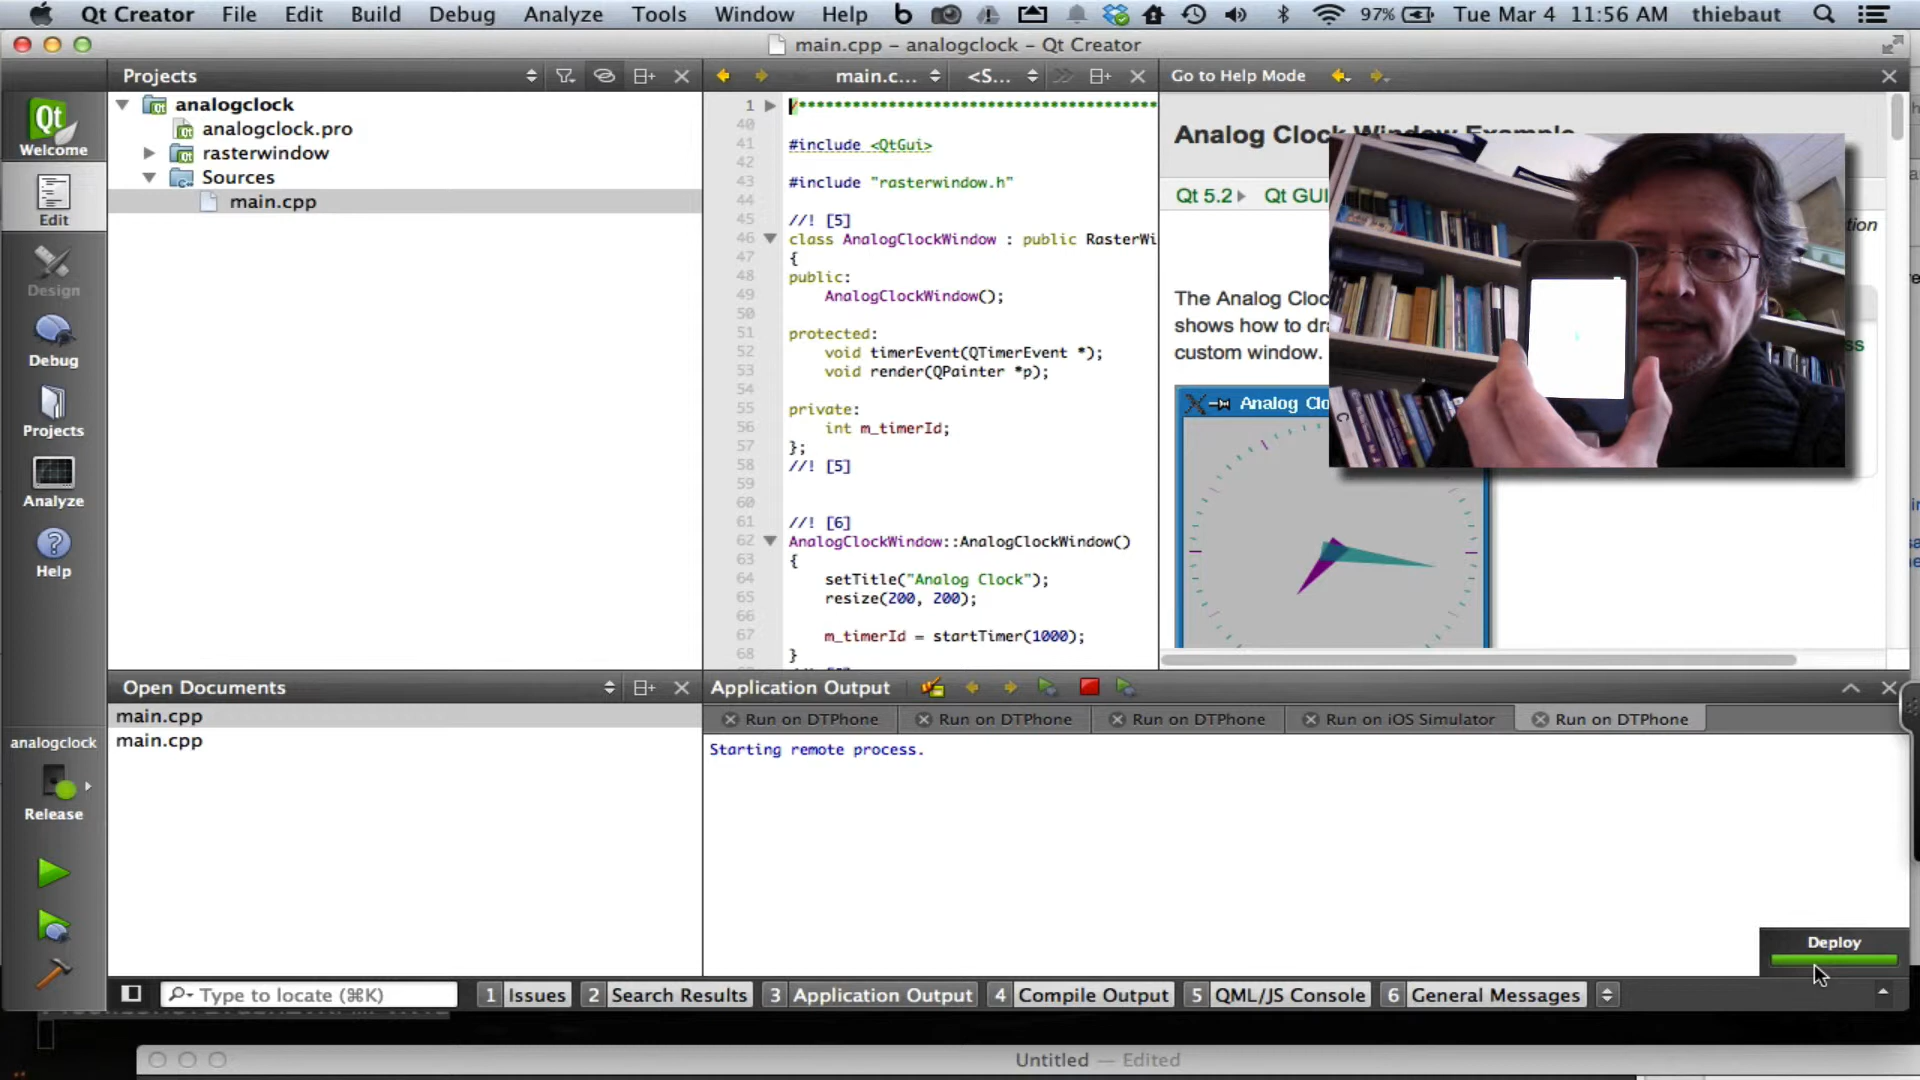 Qt Creator File Edit Build Debug Analyze Tools Window Help 97% Tue Mar 4 11:56 AM thiebaut
main.cpp – analogclock – Qt Creator
Projects
main.c... <S...
Go to Help Mode
Welcome
Edit
Design
Debug
Projects
Analyze
Help
analogclock
Release
analogclock
analogclock.pro
rasterwindow
Sources
main.cpp
1 /****************************************
40
41 #include <QtGui>
42
43 #include "rasterwindow.h"
44
45 //! [5]
46 class AnalogClockWindow : public RasterWi
47 {
48 public:
49 AnalogClockWindow();
50
51 protected:
52 void timerEvent(QTimerEvent *);
53 void render(QPainter *p);
54
55 private:
56 int m_timerId;
57 };
58 //! [5]
59
60
61 //! [6]
62 AnalogClockWindow::AnalogClockWindow()
63 {
64 setTitle("Analog Clock");
65 resize(200, 200);
66
67 m_timerId = startTimer(1000);
68 }
Analog Clock Window Example
Qt 5.2 Qt GUI
The Analog Cloc
shows how to dra
custom window.
Analog Clo
Open Documents
main.cpp
main.cpp
Application Output
Run on DTPhone Run on DTPhone Run on DTPhone Run on iOS Simulator Run on DTPhone
Starting remote process.
Deploy
Type to locate (⌘K) 1 Issues 2 Search Results 3 Application Output 4 Compile Output 5 QML/JS Console 6 General Messages
Untitled — Edited